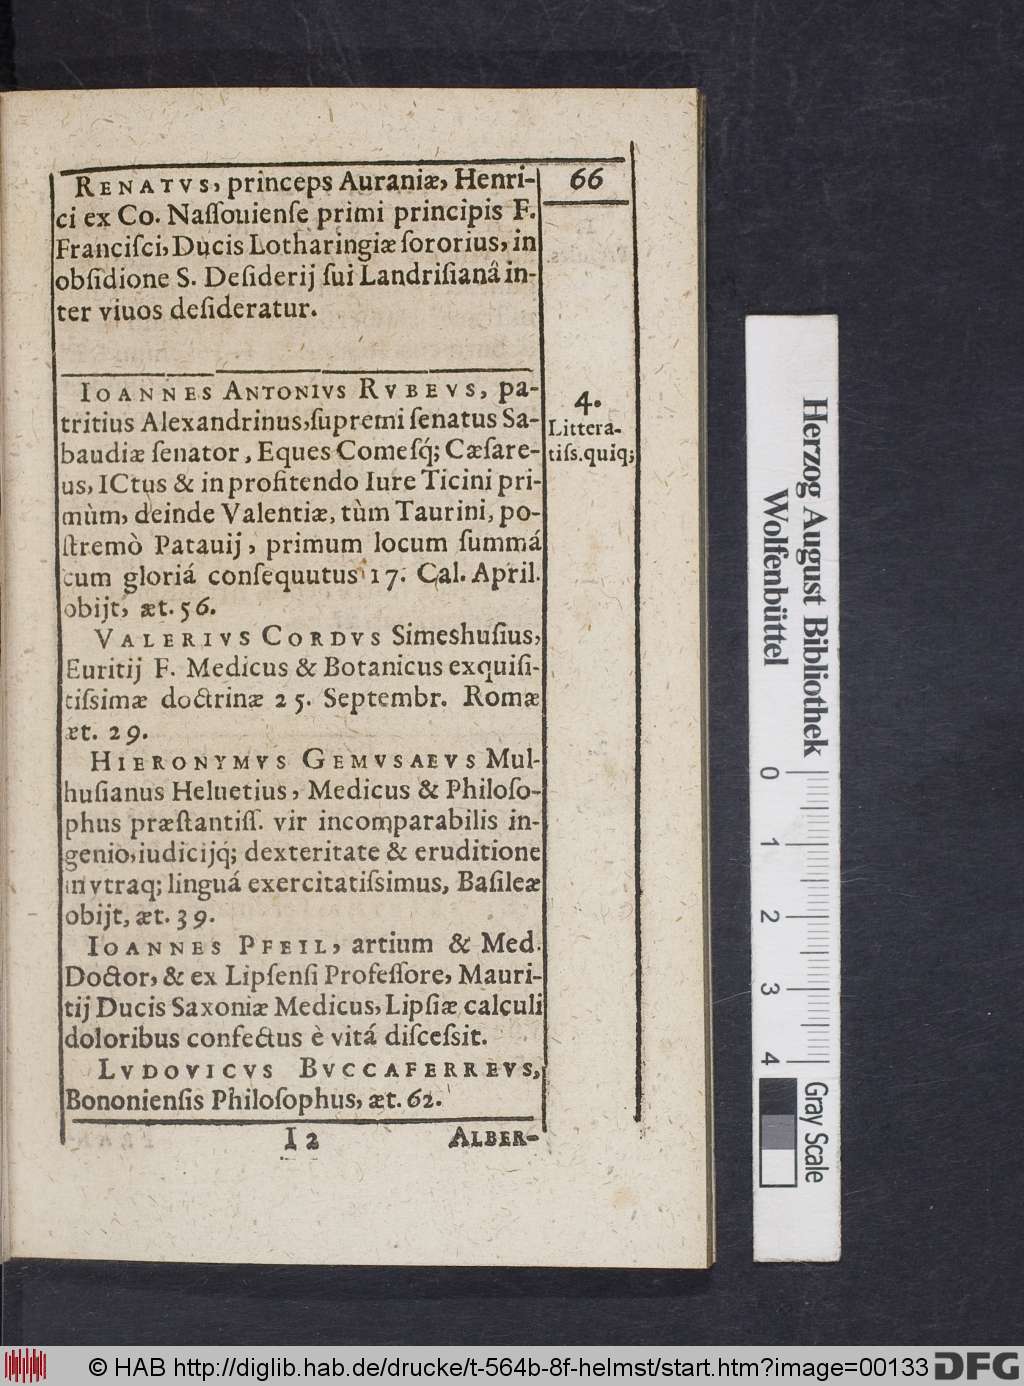 RENATVS, princeps Auraniæ, Henri-
ci ex Co. Naſſouienſe primi principis F.
Franciſci, Ducis Lotharingiæ ſororius, in
obſidione S. Deſiderij ſui Landriſianâ in-
ter viuos deſideratur.
66
IOANNES ANTONIVS RVBEVS, pa-
tritius Alexandrinus, ſupremi ſenatus Sa-
baudiæ ſenator, Eques Comeſq́; Cæſare-
us, ICtus & in profitendo Iure Ticini pri-
mùm, deinde Valentiæ, tùm Taurini, po-
ſtremò Patauij, primum locum ſummá
cum gloriá conſequutus 17. Cal. April.
obijt, æt. 56.
4.
Littera-
tiſs. quiq;
VALERIVS CORDVS Simeshuſius,
Euritij F. Medicus & Botanicus exquiſi-
tiſsimæ doctrinæ 25. Septembr. Romæ
æt. 29.
HIERONYMVS GEMVSAEVS Mul-
huſianus Heluetius, Medicus & Philoſo-
phus præſtantiſſ. vir incomparabilis in-
genio, iudicijq́; dexteritate & eruditione
in vtraq; linguá exercitatiſsimus, Baſileæ
obijt, æt. 39.
IOANNES PFEIL, artium & Med.
Doctor, & ex Lipſenſi Profeſſore, Mauri-
tij Ducis Saxoniæ Medicus, Lipſiæ calculi
doloribus confectus è vitá diſceſsit.
LVDOVICVS BVCCAFERREVS,
Bononienſis Philoſophus, æt. 62.
I 2 ALBER-
Herzog August Bibliothek
Wolfenbüttel
0 1 2 3 4
Gray Scale
© HAB http://diglib.hab.de/drucke/t-564b-8f-helmst/start.htm?image=00133 DFG